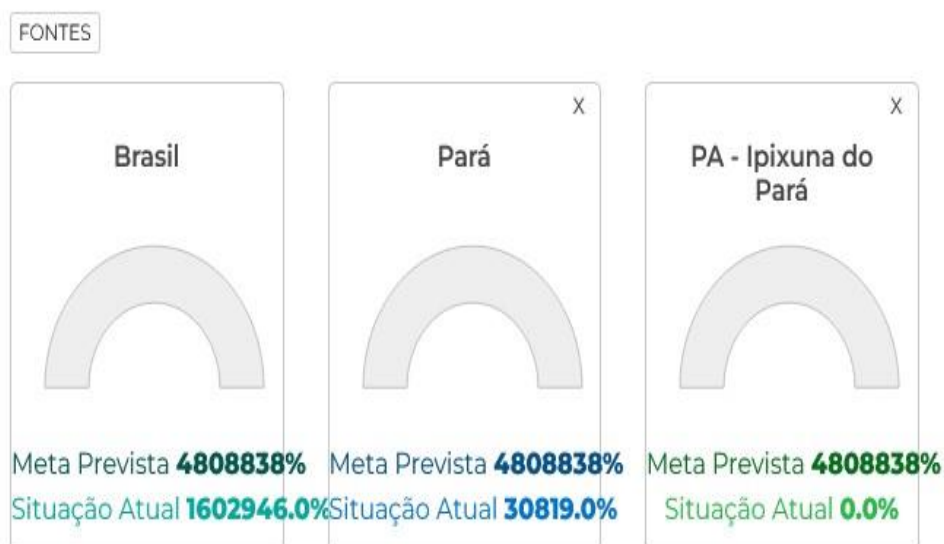 FONTES
Brasil
Meta Prevista 4808838%
Situação Atual 1602946.0%
X
Pará
Meta Prevista 4808838%
Situação Atual 30819.0%
X
PA - Ipixuna do
Pará
Meta Prevista 4808838%
Situação Atual 0.0%